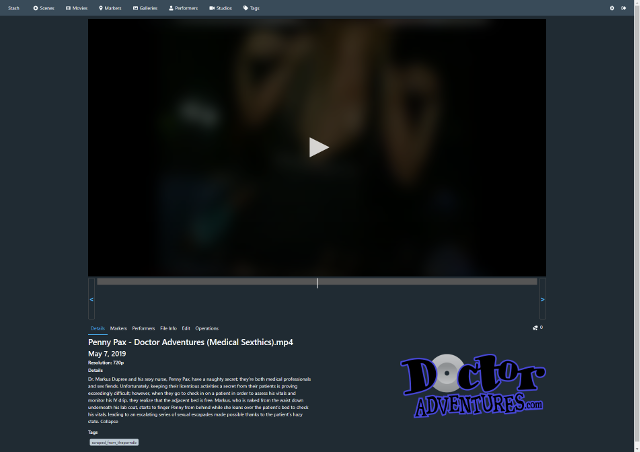 Stash Scenes Movies Markers Galleries Performers Studios Tags
< >
Details Markers Performers File Info Edit Operations 0
Penny Pax - Doctor Adventures (Medical Sexthics).mp4
May 7, 2019
Resolution: 720p
Details
Dr. Markus Dupree and his sexy nurse, Penny Pax, have a naughty secret: they're both medical professionals
and sex fiends. Unfortunately, keeping their licentious activities a secret from their patients is proving
exceedingly difficult; however, when they go to check in on a patient in order to assess his vitals and
monitor his IV drip, they realize that the adjacent bed is free. Markus, who is naked from the waist down
underneath his lab coat, starts to finger Penny from behind while she leans over the patient's bed to check
his vitals, leading to an escalating series of sexual escapades made possible thanks to the patient's hazy
state. Collapse
Tags
Doctor
ADVENTURES.com